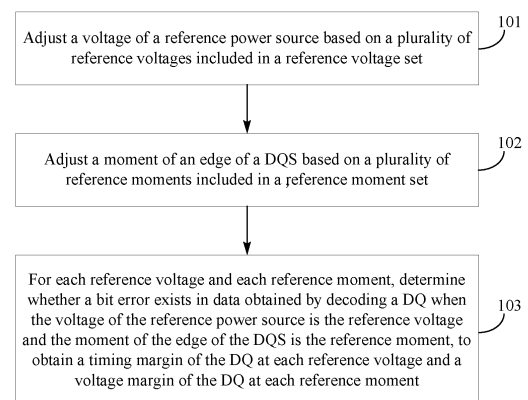 101
Adjust a voltage of a reference power source based on a plurality of
reference voltages included in a reference voltage set
102
Adjust a moment of an edge of a DQS based on a plurality of
reference moments included in a reference moment set
103
For each reference voltage and each reference moment, determine
whether a bit error exists in data obtained by decoding a DQ when
the voltage of the reference power source is the reference voltage
and the moment of the edge of the DQS is the reference moment, to
obtain a timing margin of the DQ at each reference voltage and a
voltage margin of the DQ at each reference moment